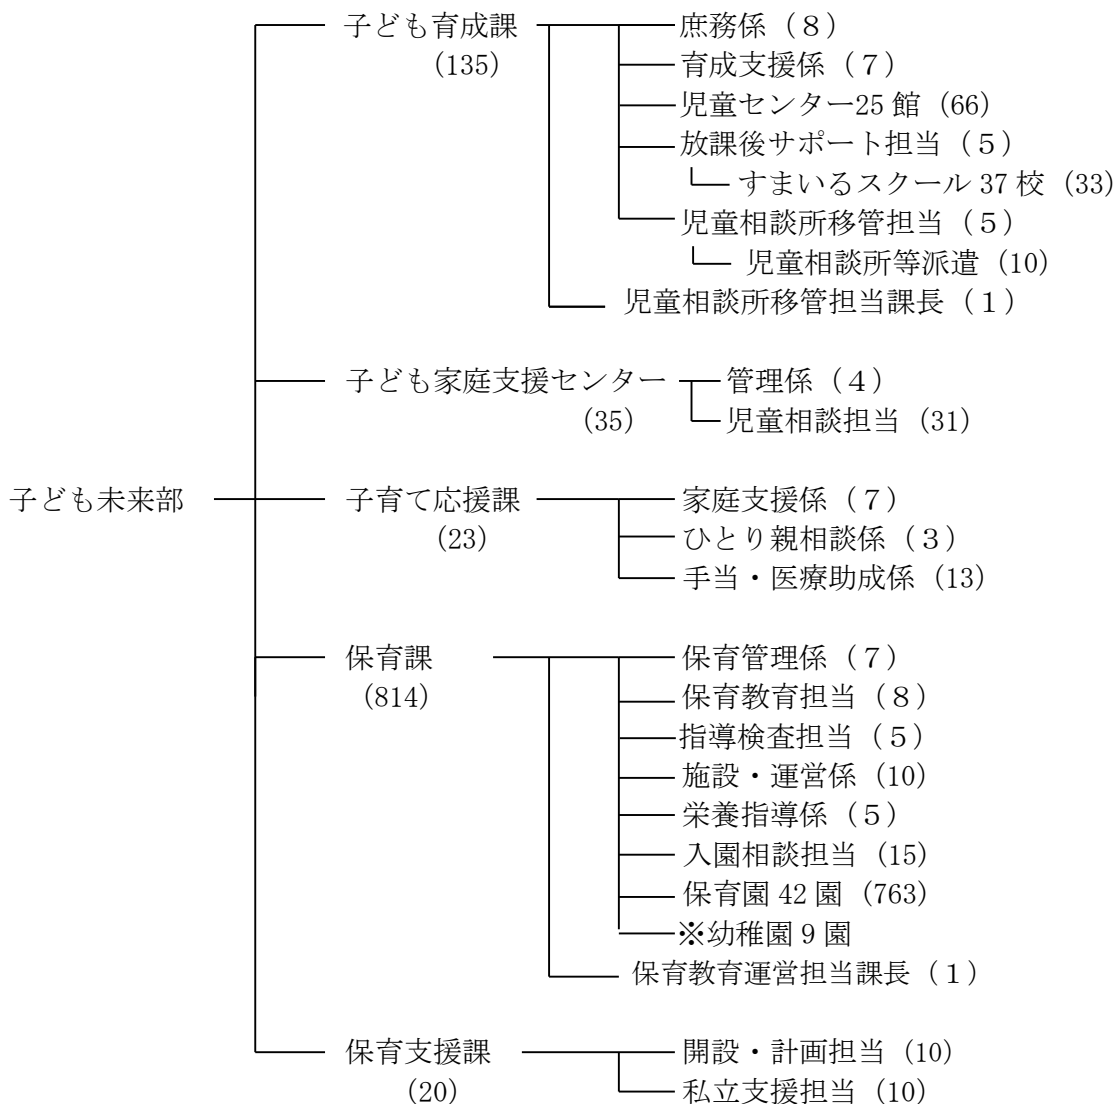 子ども未来部
子ども育成課
(135)
庶務係（８）
育成支援係（７）
児童センター25 館 (66)
放課後サポート担当（５）
すまいるスクール 37 校 (33)
児童相談所移管担当（５）
児童相談所等派遣 (10)
児童相談所移管担当課長（１）
子ども家庭支援センター
(35)
管理係（４）
児童相談担当 (31)
子育て応援課
(23)
家庭支援係（７）
ひとり親相談係（３）
手当・医療助成係 (13)
保育課
(814)
保育管理係（７）
保育教育担当（８）
指導検査担当（５）
施設・運営係 (10)
栄養指導係（５）
入園相談担当 (15)
保育園 42 園 (763)
※幼稚園 9 園
保育教育運営担当課長（１）
保育支援課
(20)
開設・計画担当 (10)
私立支援担当 (10)